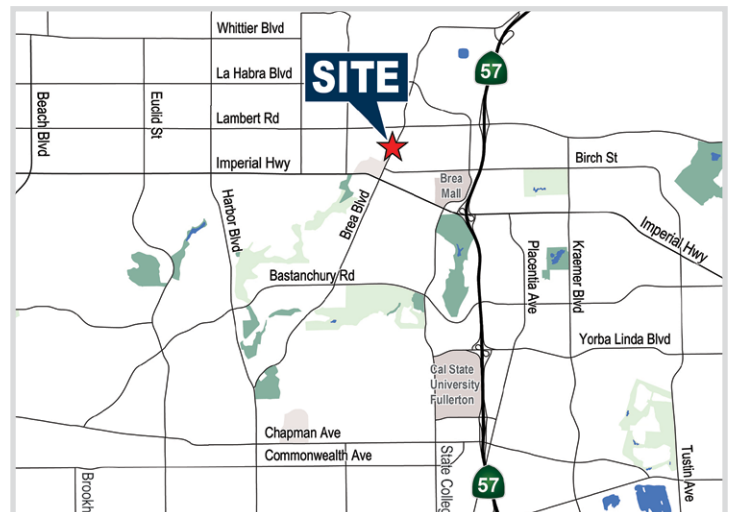 Whittier Blvd
57
La Habra Blvd
SITE
Beach Blvd
Euclid St
Lambert Rd
Imperial Hwy
Birch St
Brea
Mall
Harbor Blvd
Brea Blvd
Imperial Hwy
Placentia Ave
Kraemer Blvd
Bastanchury Rd
Yorba Linda Blvd
Cal State
University
Fullerton
Chapman Ave
Commonwealth Ave
State Colleg
Tustin Ave
Brookh
57